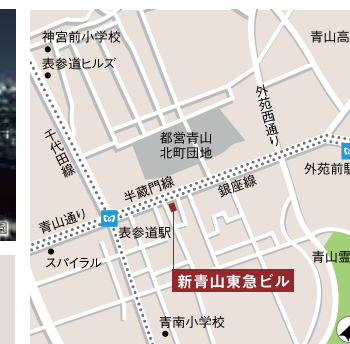 神宮前小学校
表参道ヒルズ
青山高
外苑西通り
千代田線
都営青山
北町団地
外苑前駅
半蔵門線
銀座線
青山通り
表参道駅
スパイラル
青山霊
新青山東急ビル
青南小学校